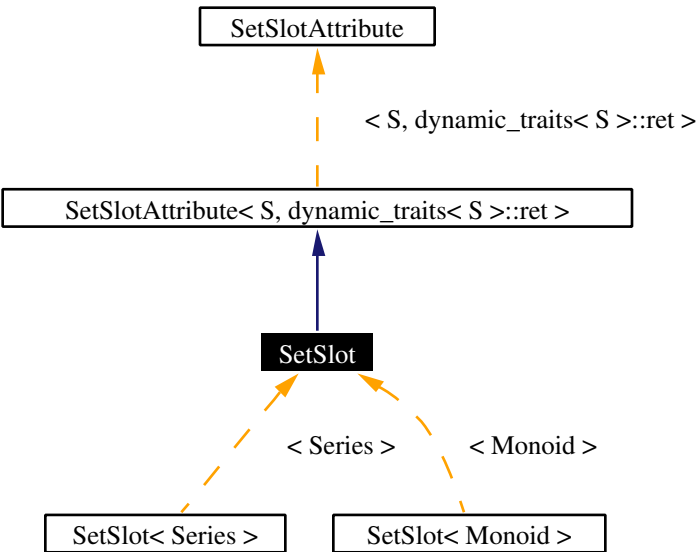 SetSlotAttribute
< S, dynamic_traits< S >::ret >
SetSlotAttribute< S, dynamic_traits< S >::ret >
SetSlot
< Series >
< Monoid >
SetSlot< Series >
SetSlot< Monoid >